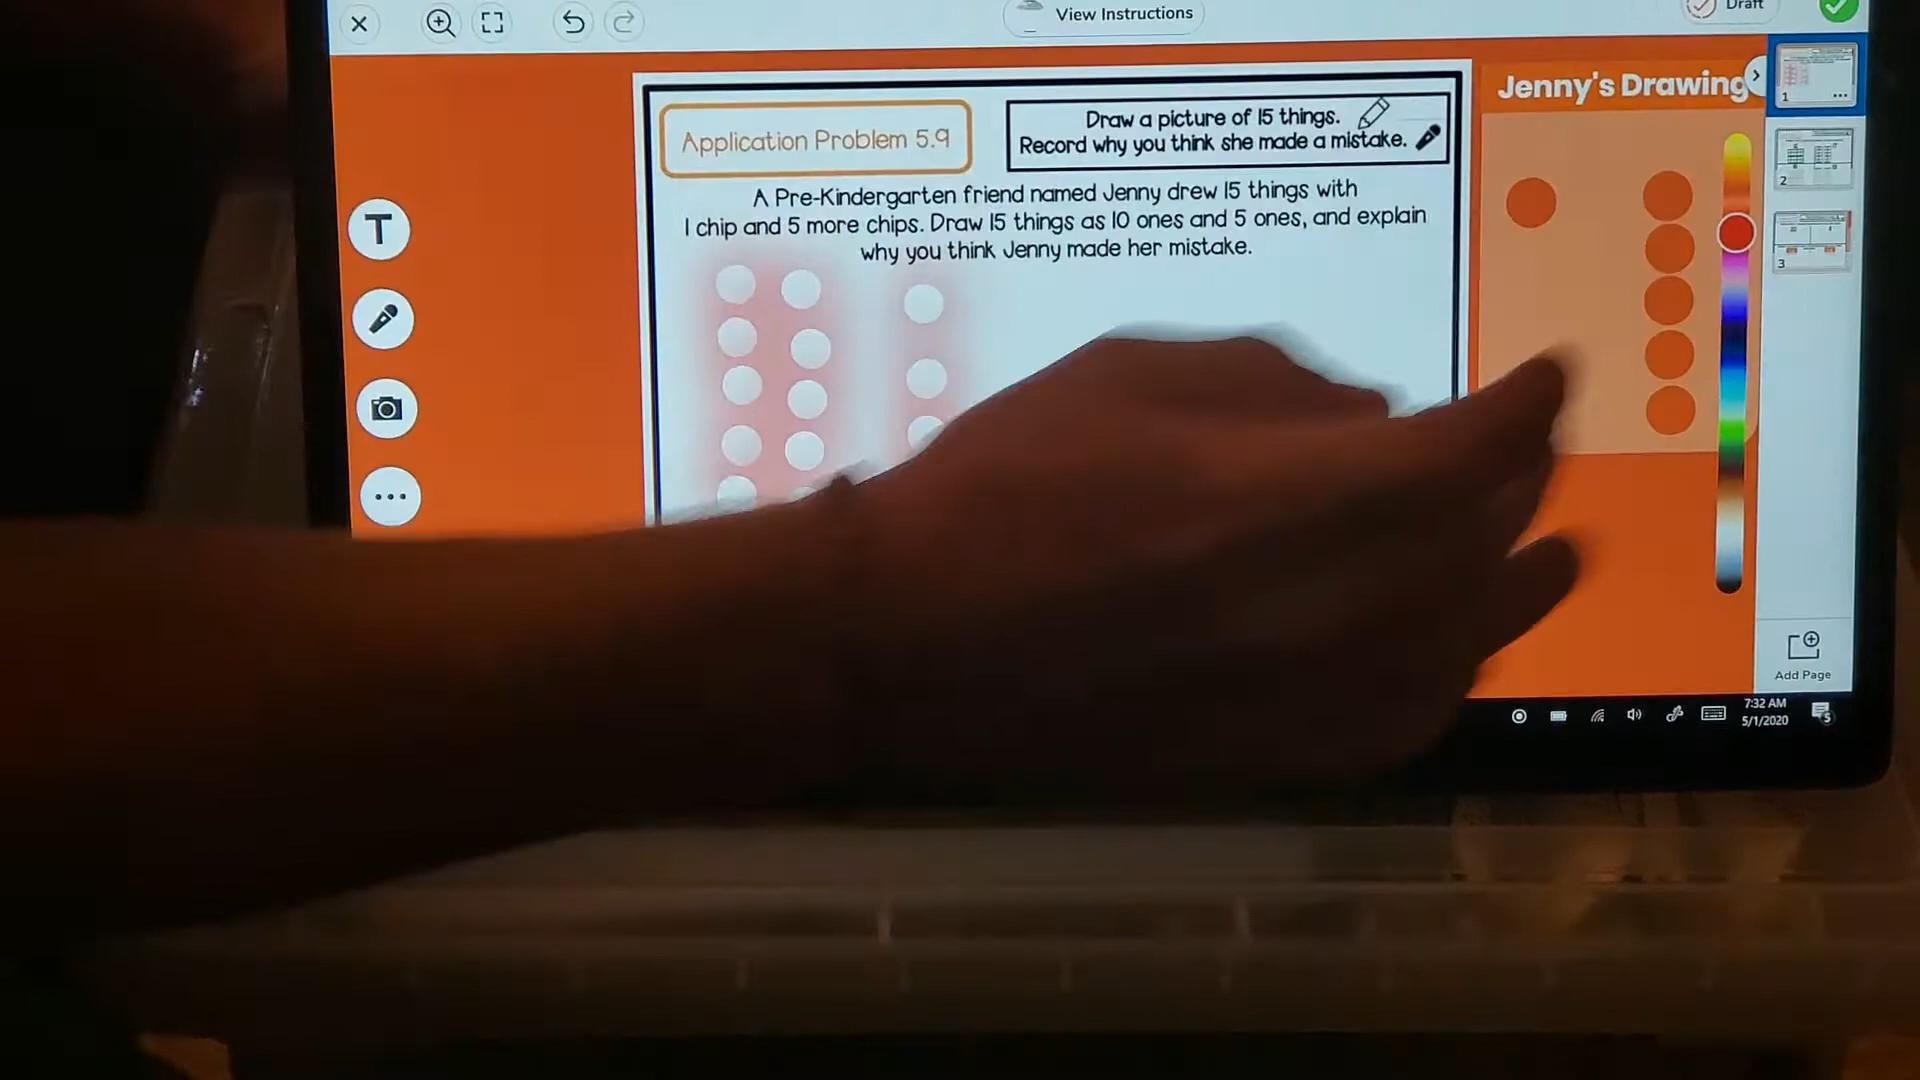 View Instructions
Draft
Jenny's Drawing
Application Problem 5.9
Draw a picture of 15 things.
Record why you think she made a mistake.
A Pre-Kindergarten friend named Jenny drew 15 things with
1 chip and 5 more chips. Draw 15 things as 10 ones and 5 ones, and explain
why you think Jenny made her mistake.
T
1
2
3
Add Page
7:32 AM
5/1/2020